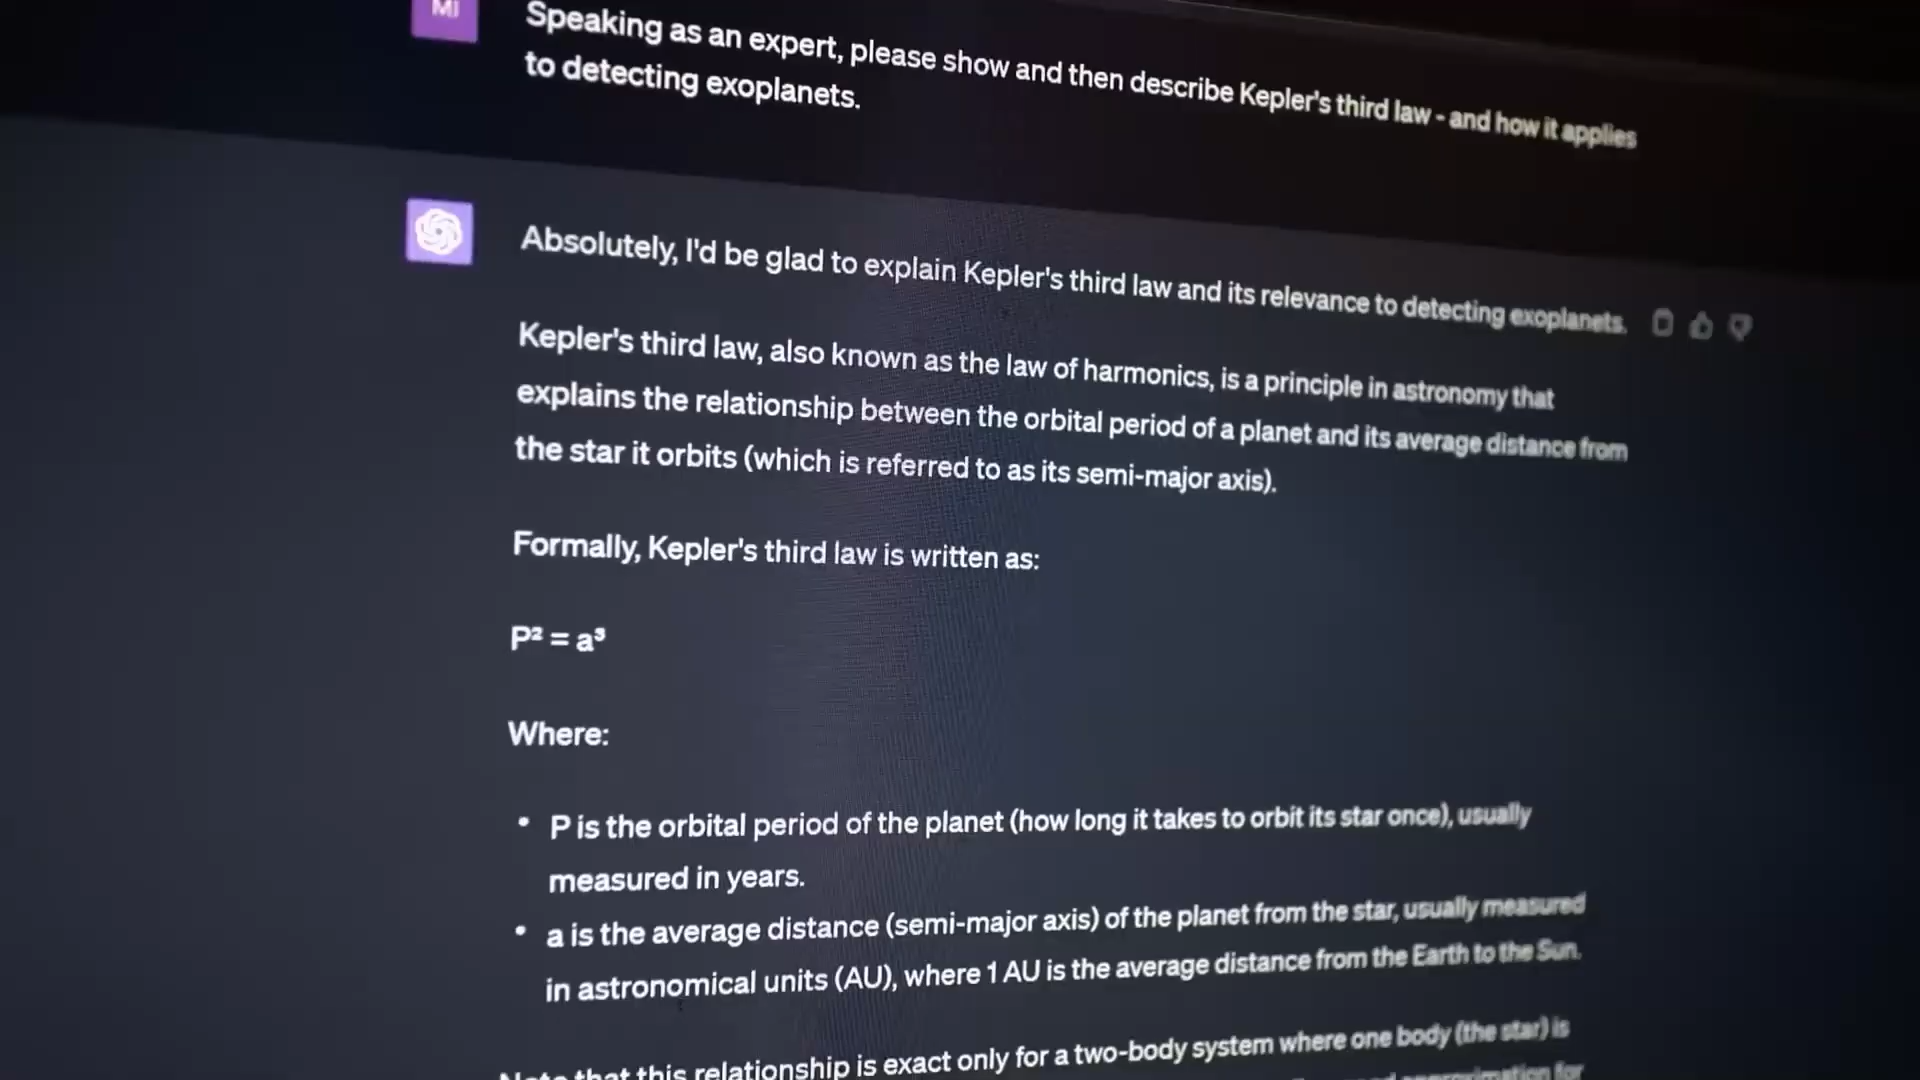 MI
Speaking as an expert, please show and then describe Kepler's third law - and how it applies
to detecting exoplanets.
Absolutely, I'd be glad to explain Kepler's third law and its relevance to detecting exoplanets.
Kepler's third law, also known as the law of harmonics, is a principle in astronomy that
explains the relationship between the orbital period of a planet and its average distance from
the star it orbits (which is referred to as its semi-major axis).
Formally, Kepler's third law is written as:
P² = a³
Where:
• P is the orbital period of the planet (how long it takes to orbit its star once), usually
measured in years.
• a is the average distance (semi-major axis) of the planet from the star, usually measured
in astronomical units (AU), where 1 AU is the average distance from the Earth to the Sun.
Note that this relationship is exact only for a two-body system where one body (the star) is
approximation for